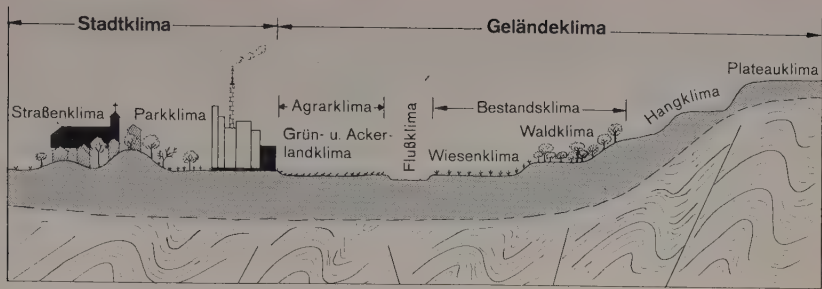 Stadtklima
Geländeklima
Plateauklima
Straßenklima
Parkklima
Agrarklima
Grün- u. Acker-
landklima
Flußklima
Bestandsklima
Waldklima
Wiesenklima
Hangklima